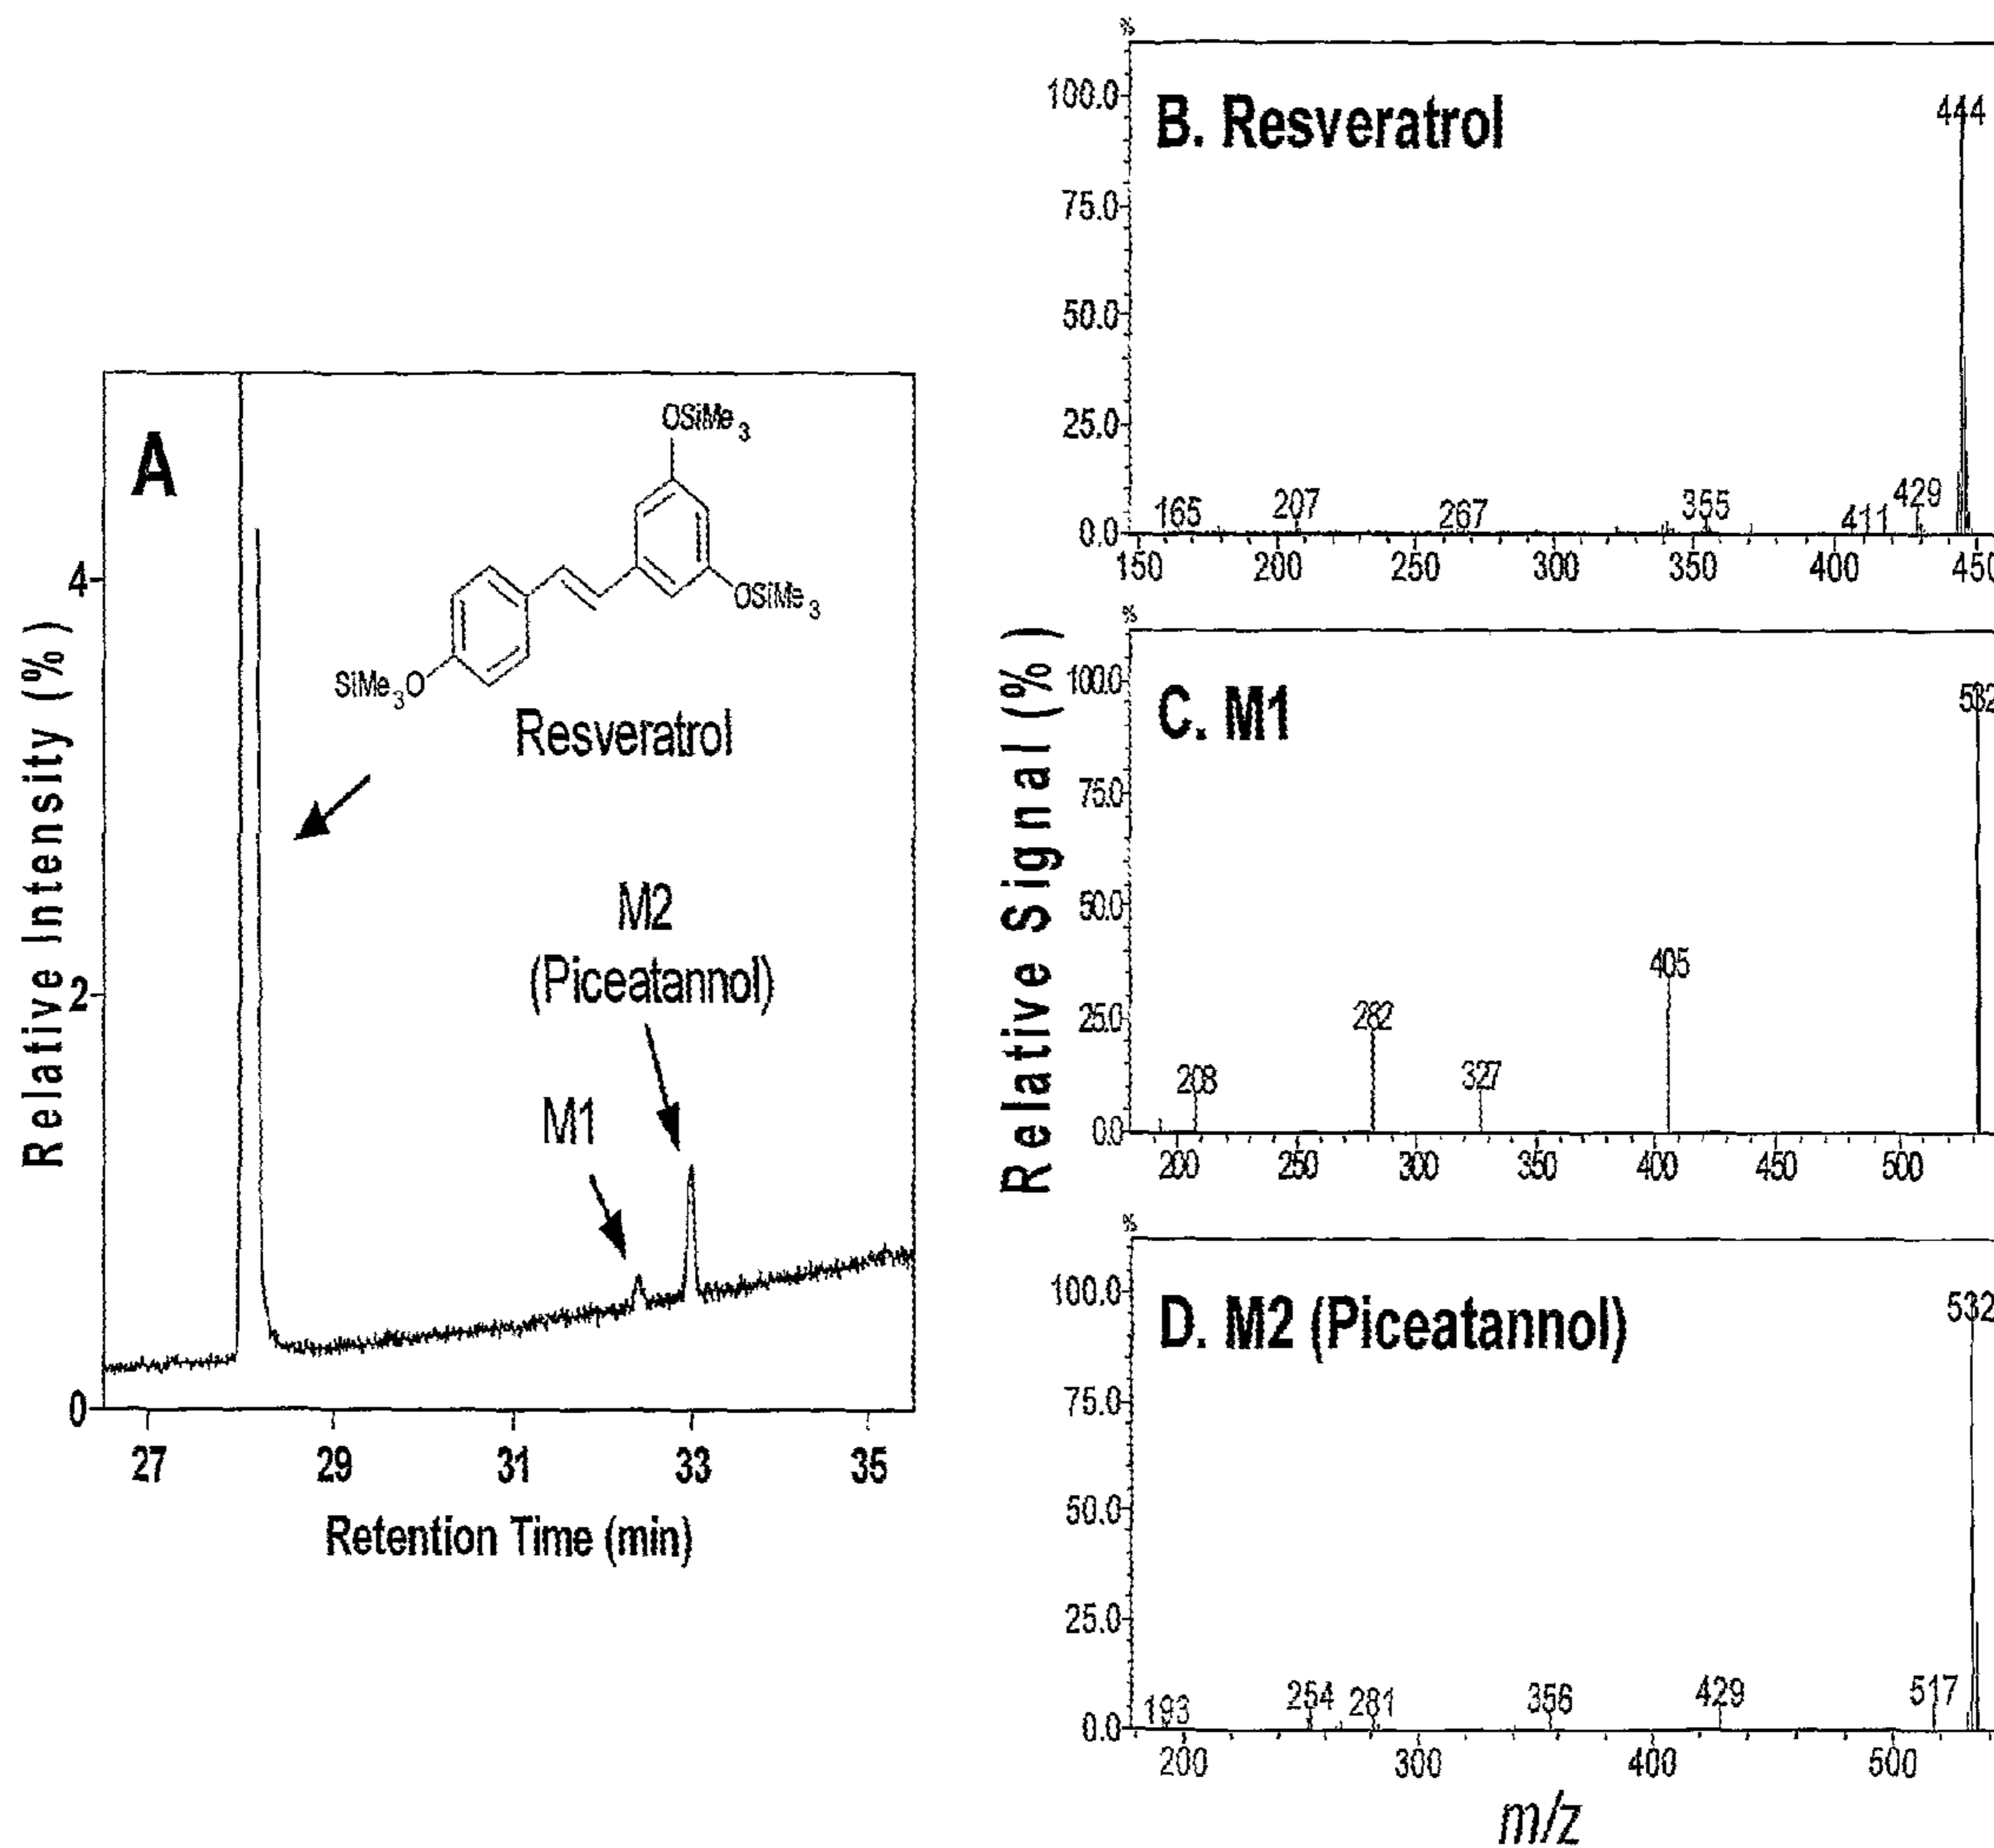 A
OSiMe3
OSiMe3
SiMe3O
Resveratrol
M2
(Piceatannol)
M1
Relative Intensity (%)
4
2
0
27 29 31 33 35
Retention Time (min)
Relative Signal (%)
%
B. Resveratrol
100.0
75.0
50.0
25.0
0.0
165 207 267 355 411 429 444
150 200 250 300 350 400 450
%
C. M1
100.0
75.0
50.0
25.0
0.0
208 282 327 405 532
200 250 300 350 400 450 500
%
D. M2 (Piceatannol)
100.0
75.0
50.0
25.0
0.0
193 254 281 356 429 517 532
200 300 400 500
m/z